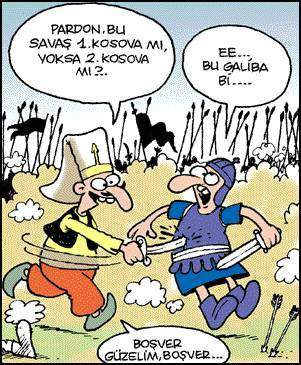 PARDON, BU
SAVAŞ 1. KOSOVA MI,
YOKSA 2. KOSOVA
MI?..
EE...
BU GALİBA
Bİ....
BOŞVER
GÜZELİM, BOŞVER...